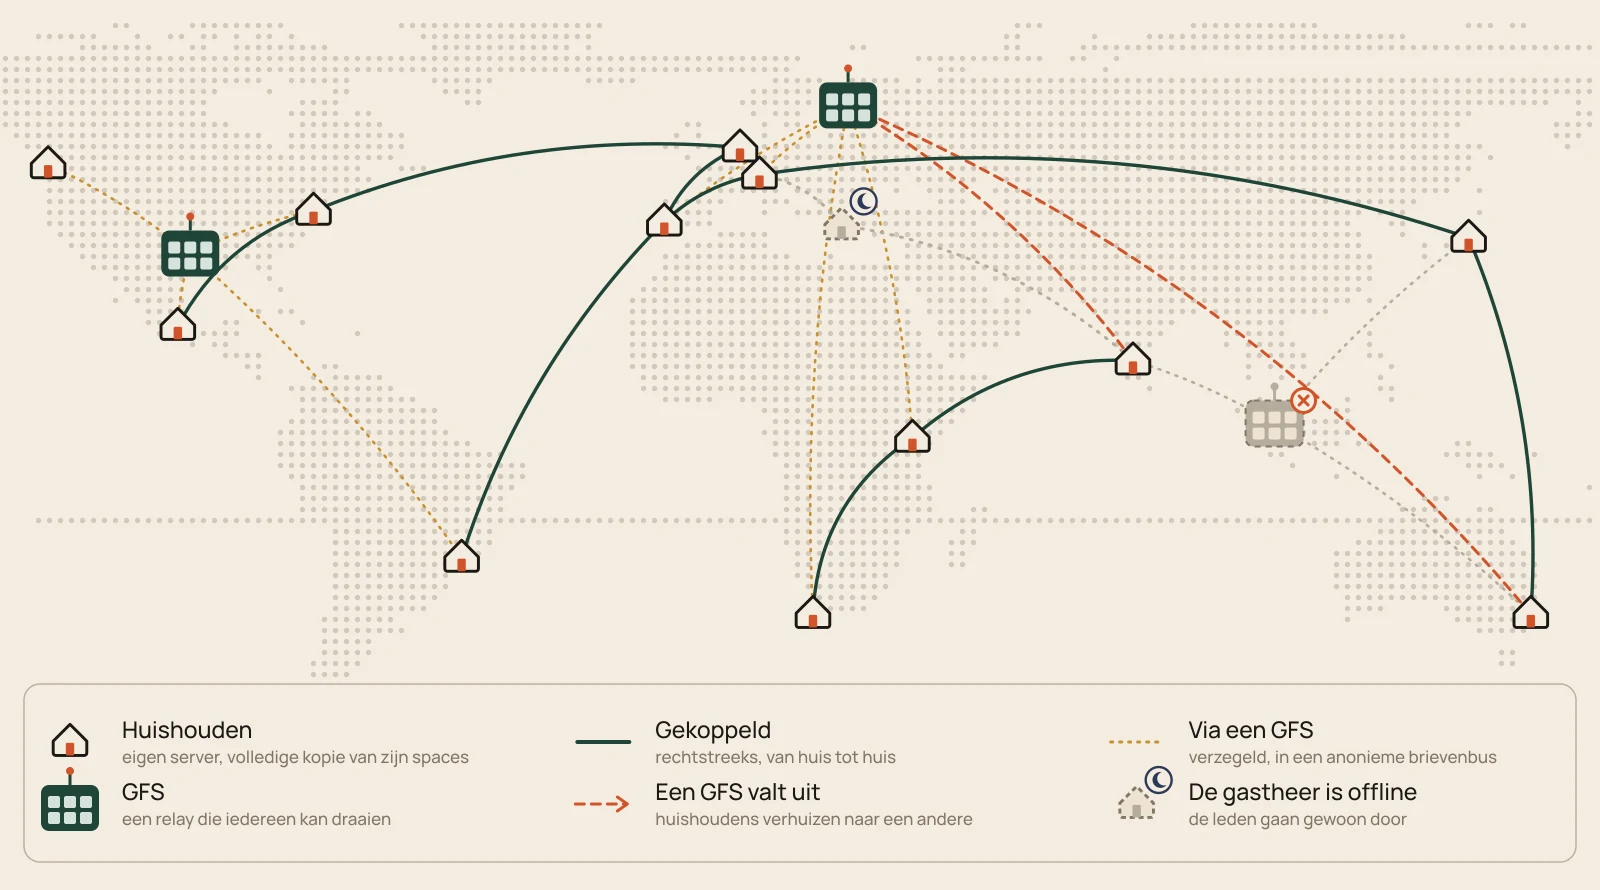 Huishouden
eigen server, volledige kopie van zijn spaces
Gekoppeld
rechtstreeks, van huis tot huis
Via een GFS
verzegeld, in een anonieme brievenbus
GFS
een relay die iedereen kan draaien
Een GFS valt uit
huishoudens verhuizen naar een andere
De gastheer is offline
de leden gaan gewoon door